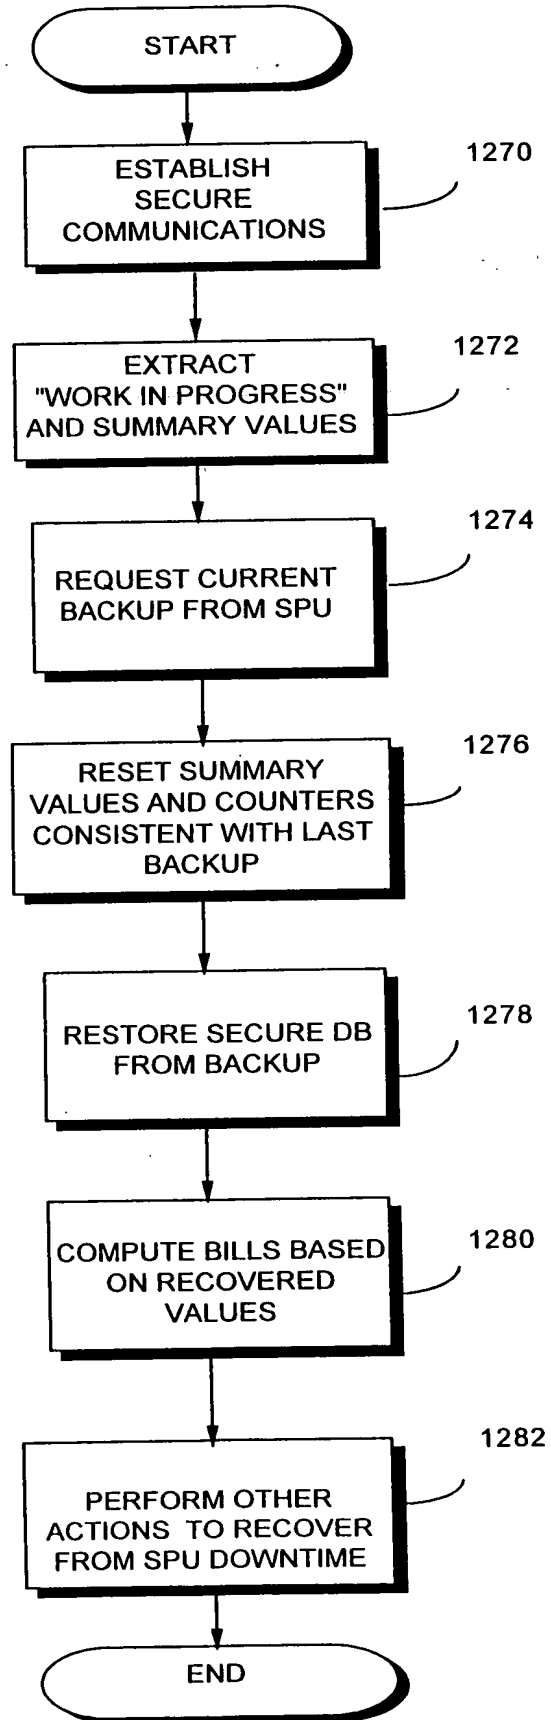 START
1270
ESTABLISH
SECURE
COMMUNICATIONS
1272
EXTRACT
"WORK IN PROGRESS"
AND SUMMARY VALUES
1274
REQUEST CURRENT
BACKUP FROM SPU
1276
RESET SUMMARY
VALUES AND COUNTERS
CONSISTENT WITH LAST
BACKUP
1278
RESTORE SECURE DB
FROM BACKUP
1280
COMPUTE BILLS BASED
ON RECOVERED
VALUES
1282
PERFORM OTHER
ACTIONS TO RECOVER
FROM SPU DOWNTIME
END